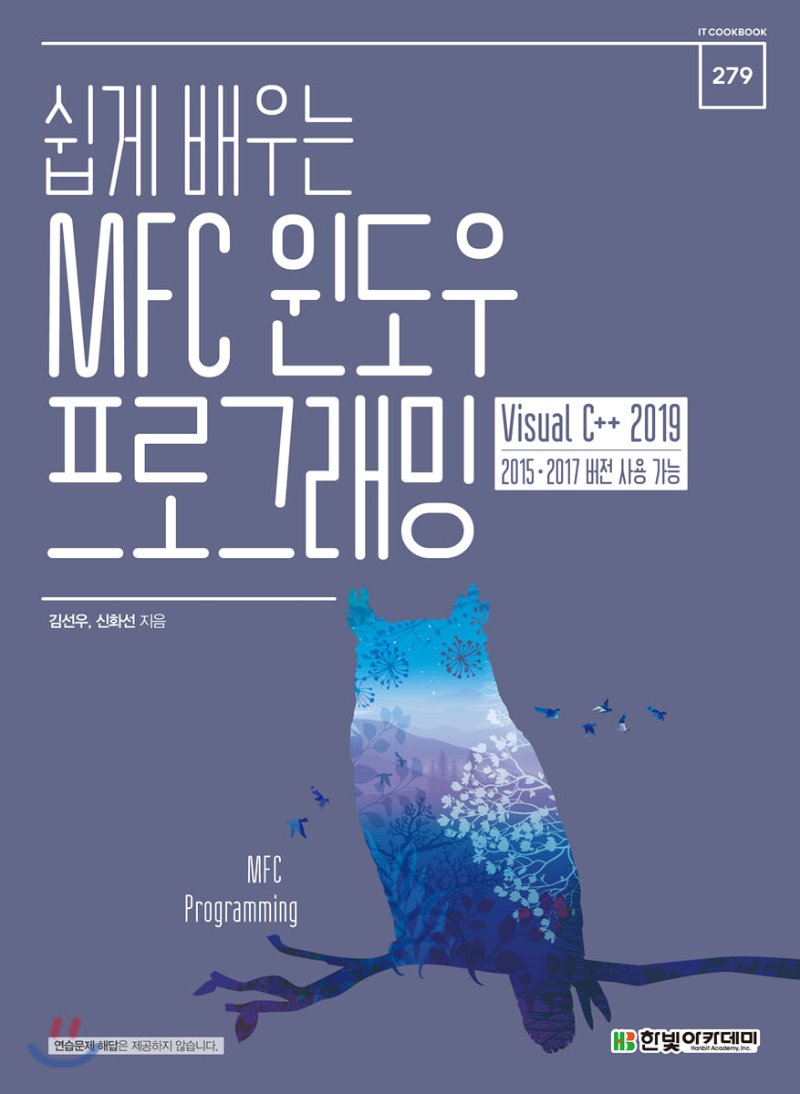 IT COOKBOOK
279
쉽게 배우는
MFC 윈도우
프로그래밍
Visual C++ 2019
2015·2017 버전 사용 가능
김선우, 신화선 지음
MFC
Programming
연습문제 해답은 제공하지 않습니다.
HB 한빛아카데미
Hanbit Academy, Inc.